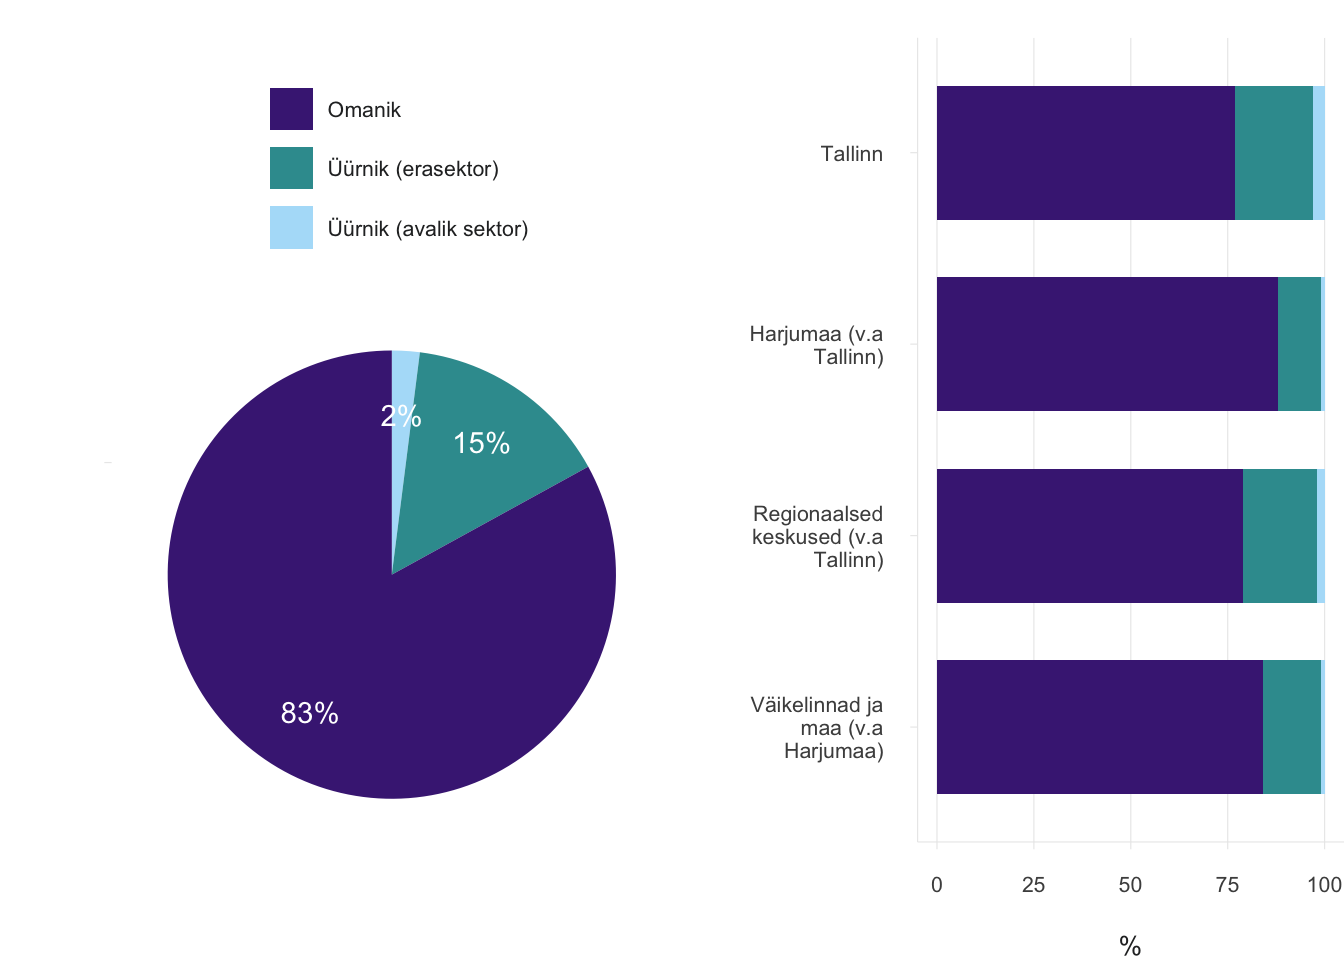 Omanik
Üürnik (erasektor)
Üürnik (avalik sektor)
2%
15%
83%
Tallinn
Harjumaa (v.a
Tallinn)
Regionaalsed
keskused (v.a
Tallinn)
Väikelinnad ja
maa (v.a
Harjumaa)
0 25 50 75 100
%